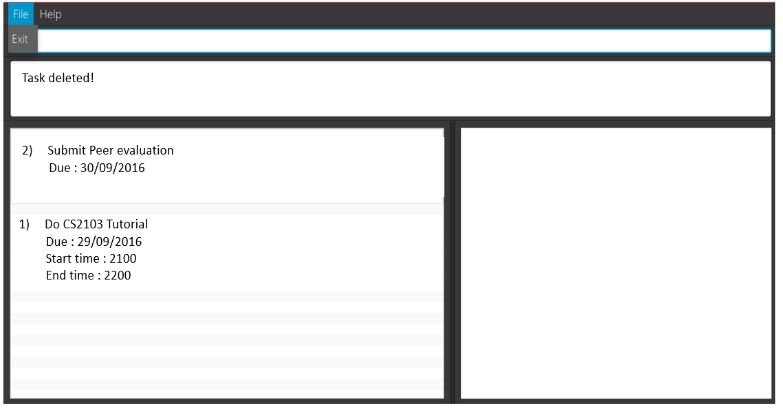 File Help
Exit
Task deleted!
2) Submit Peer evaluation
Due : 30/09/2016
1) Do CS2103 Tutorial
Due : 29/09/2016
Start time : 2100
End time : 2200